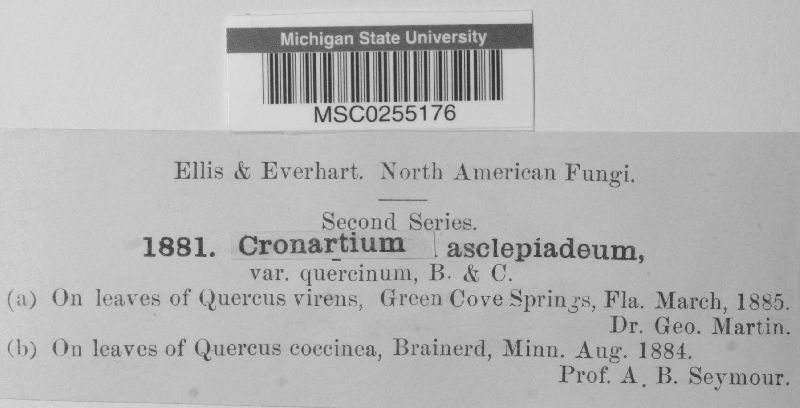 Michigan State University
MSC0255176
Ellis & Everhart. North American Fungi.
Second Series.
1881. Cronartium asclepiadeum,
var. quercinum, B. & C.
(a) On leaves of Quercus virens, Green Cove Springs, Fla. March, 1885.
Dr. Geo. Martin.
(b) On leaves of Quercus coccinea, Brainerd, Minn. Aug. 1884.
Prof. A. B. Seymour.